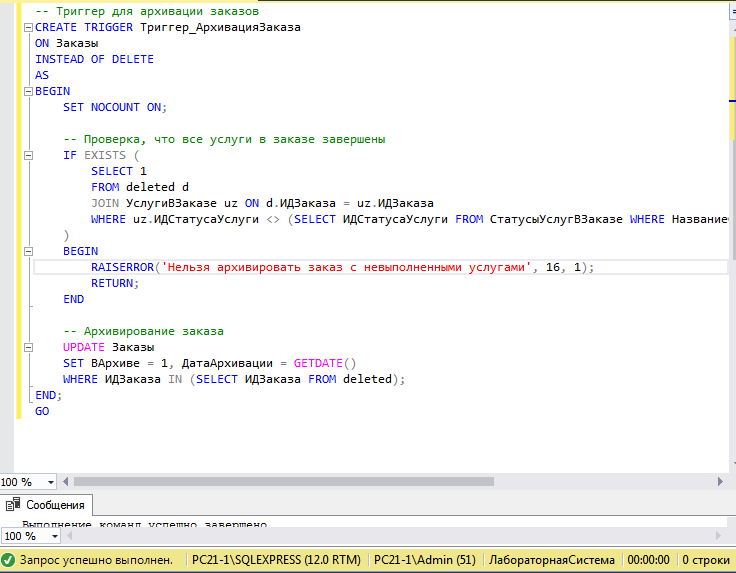 -- Триггер для архивации заказов
CREATE TRIGGER Триггер_АрхивацияЗаказа
ON Заказы
INSTEAD OF DELETE
AS
BEGIN
SET NOCOUNT ON;
-- Проверка, что все услуги в заказе завершены
IF EXISTS (
SELECT 1
FROM deleted d
JOIN УслугиВЗаказе uz ON d.ИДЗаказа = uz.ИДЗаказа
WHERE uz.ИДСтатусаУслуги <> (SELECT ИДСтатусаУслуги FROM СтатусыУслугВЗаказе WHERE Название
)
BEGIN
RAISERROR('Нельзя архивировать заказ с невыполненными услугами', 16, 1);
RETURN;
END
-- Архивирование заказа
UPDATE Заказы
SET ВАрхиве = 1, ДатаАрхивации = GETDATE()
WHERE ИДЗаказа IN (SELECT ИДЗаказа FROM deleted);
END;
GO
100 %
Сообщения
Выполнение команд успешно завершено
100 %
Запрос успешно выполнен. PC21-1\SQLEXPRESS (12.0 RTM) PC21-1\Admin (51) ЛабораторнаяСистема 00:00:00 0 строки